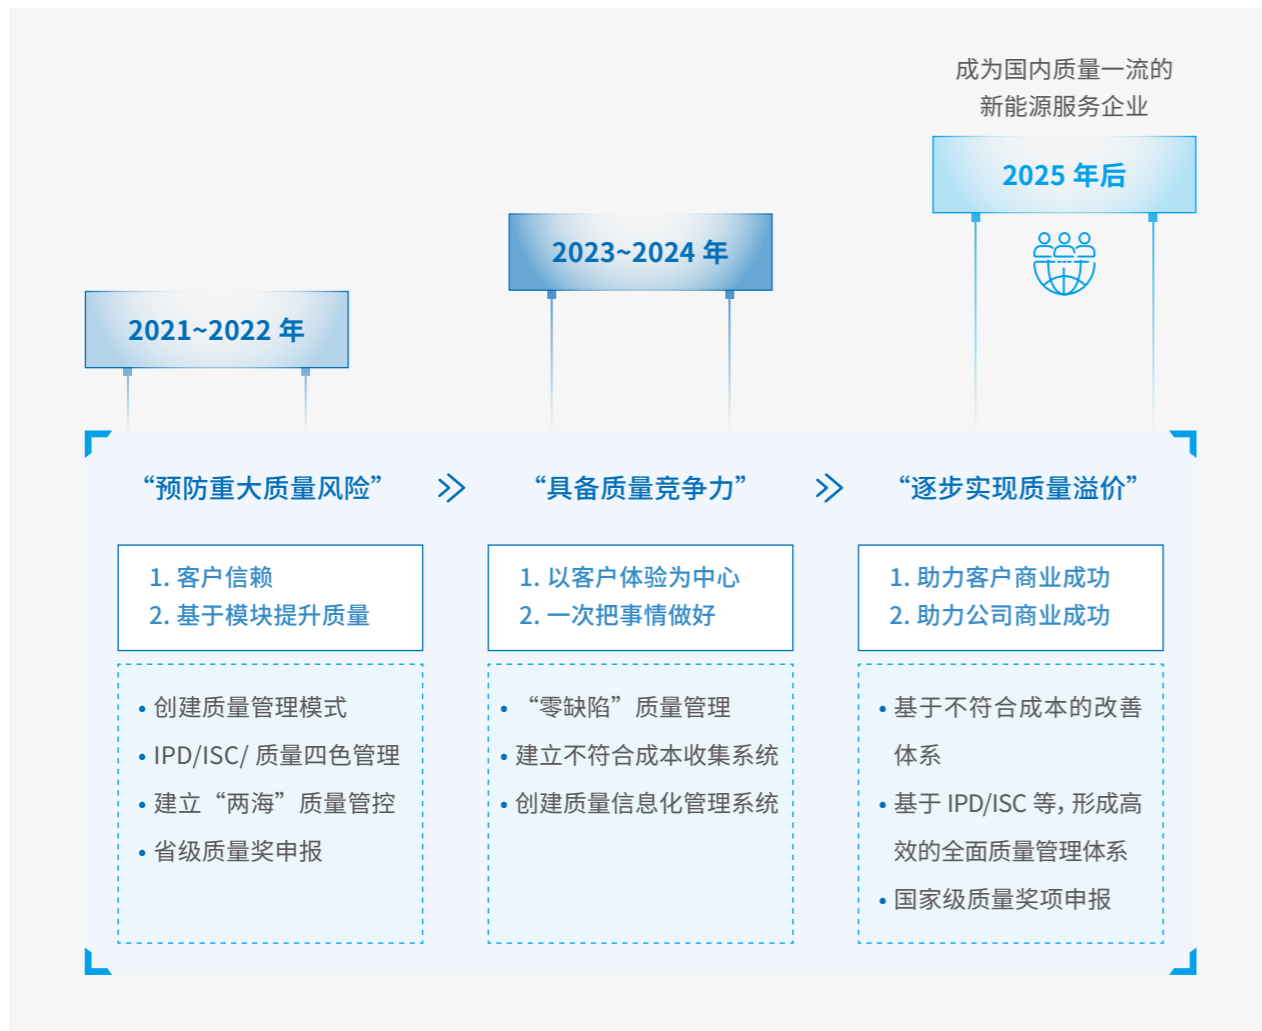 成为国内质量一流的
新能源服务企业
2025 年后
2023~2024 年
2021~2022 年
“预防重大质量风险”
“具备质量竞争力”
“逐步实现质量溢价”
1. 客户信赖
2. 基于模块提升质量
1. 以客户体验为中心
2. 一次把事情做好
1. 助力客户商业成功
2. 助力公司商业成功
• 创建质量管理模式
• IPD/ISC/ 质量四色管理
• 建立“两海”质量管控
• 省级质量奖申报
• “零缺陷”质量管理
• 建立不符合成本收集系统
• 创建质量信息化管理系统
• 基于不符合成本的改善
体系
• 基于 IPD/ISC 等，形成高
效的全面质量管理体系
• 国家级质量奖项申报